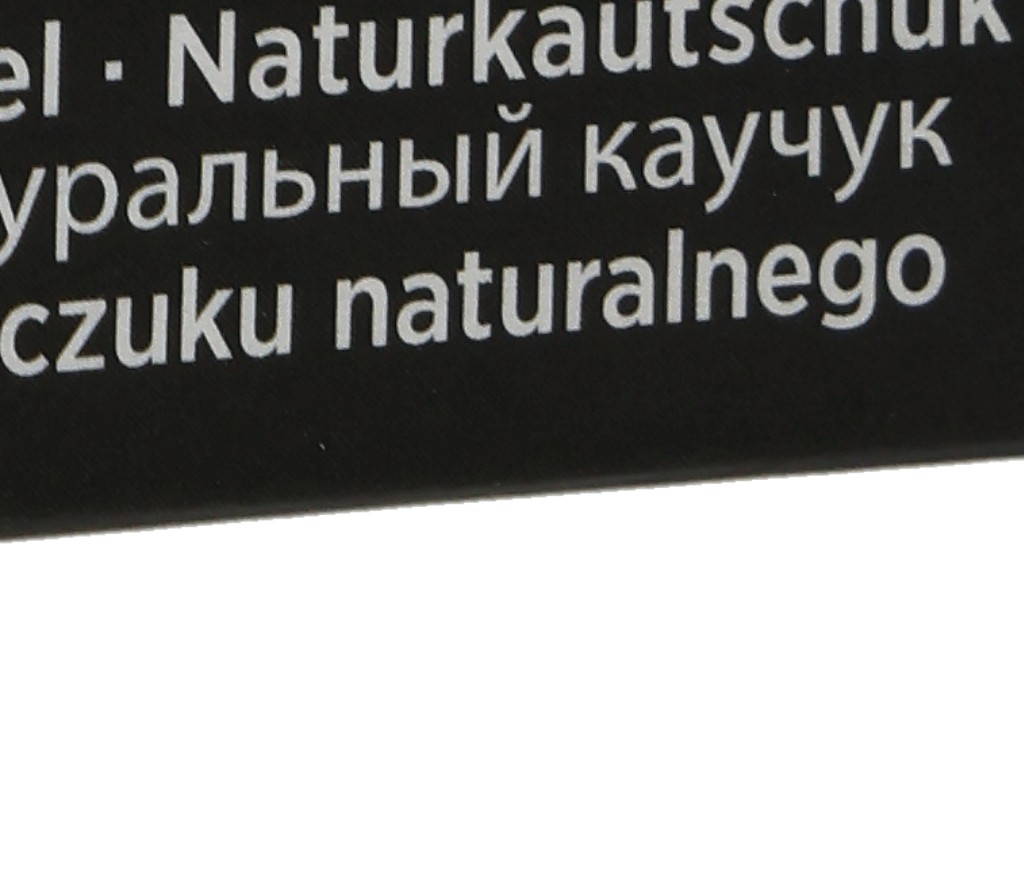 el · Naturkautschuk
уральный каучук
czuku naturalnego